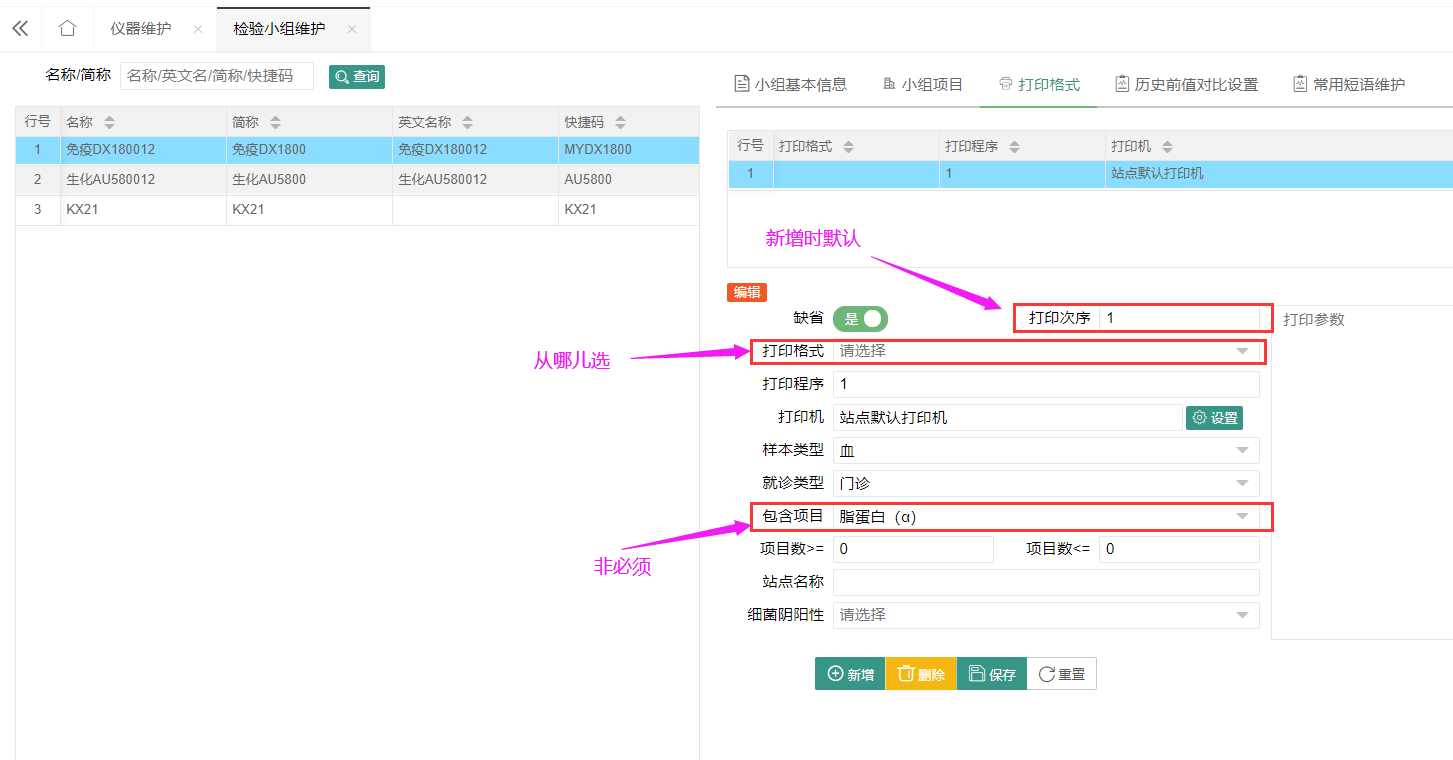 仪器维护
检验小组维护
名称/简称 名称/英文名/简称/快捷码 查询
行号 名称 简称 英文名称 快捷码
1 免疫DX180012 免疫DX1800 免疫DX180012 MYDX1800
2 生化AU580012 生化AU5800 生化AU580012 AU5800
3 KX21 KX21 KX21
小组基本信息 小组项目 打印格式 历史前值对比设置 常用短语维护
行号 打印格式 打印程序 打印机
1 1 站点默认打印机
新增时默认
编辑
缺省 是 打印次序 1 打印参数
从哪儿选
打印格式 请选择
打印程序 1
打印机 站点默认打印机 设置
样本类型 血
就诊类型 门诊
包含项目 脂蛋白（α）
非必须
项目数>= 0 项目数<= 0
站点名称
细菌阴阳性 请选择
新增 删除 保存 重置